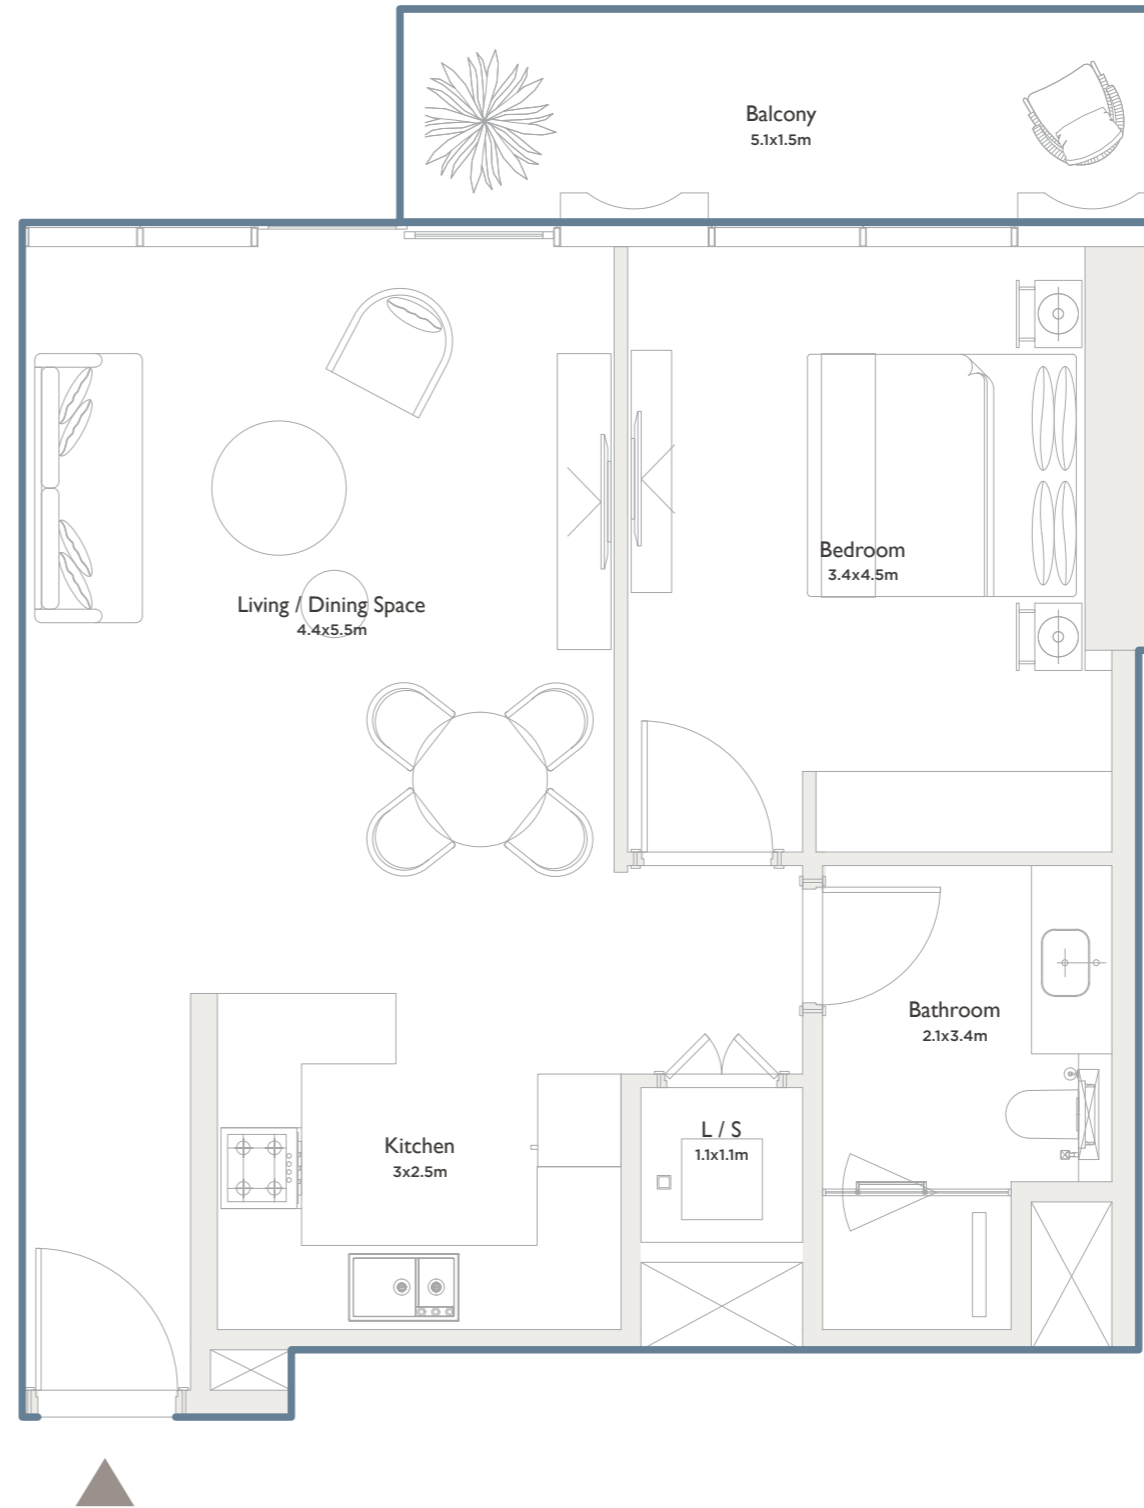 Balcony
5.1x1.5m
Bedroom
3.4x4.5m
Living / Dining Space
4.4x5.5m
Bathroom
2.1x3.4m
L / S
1.1x1.1m
Kitchen
3x2.5m